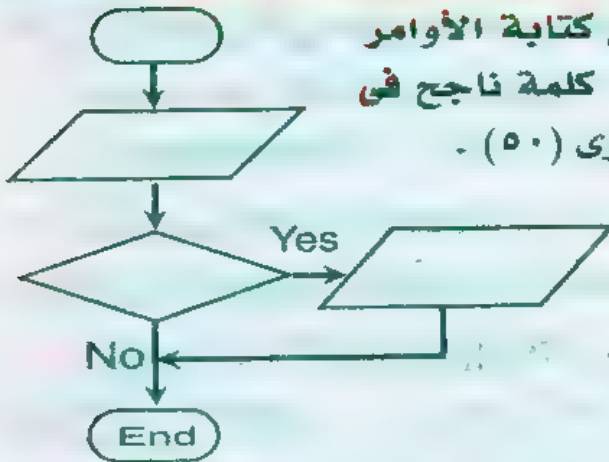 كتابة الأوامر
كلمة ناجح فى
(٥٠) .
Yes
No
End